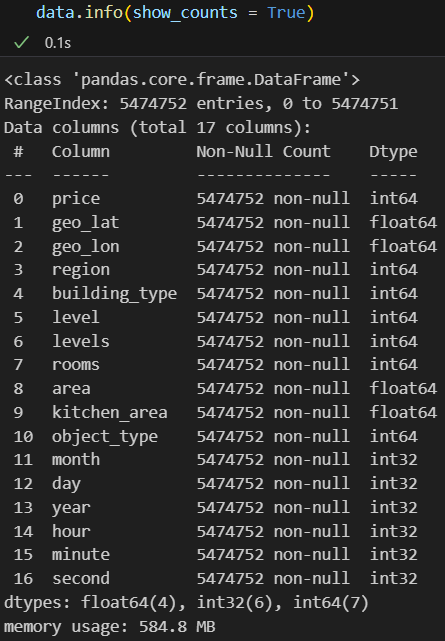 data.info(show_counts = True)
✓ 0.1s
<class 'pandas.core.frame.DataFrame'>
RangeIndex: 5474752 entries, 0 to 5474751
Data columns (total 17 columns):
 #   Column         Non-Null Count    Dtype
---  ------         --------------    -----
 0   price          5474752 non-null  int64
 1   geo_lat        5474752 non-null  float64
 2   geo_lon        5474752 non-null  float64
 3   region         5474752 non-null  int64
 4   building_type  5474752 non-null  int64
 5   level          5474752 non-null  int64
 6   levels         5474752 non-null  int64
 7   rooms          5474752 non-null  int64
 8   area           5474752 non-null  float64
 9   kitchen_area   5474752 non-null  float64
 10  object_type    5474752 non-null  int64
 11  month          5474752 non-null  int32
 12  day            5474752 non-null  int32
 13  year           5474752 non-null  int32
 14  hour           5474752 non-null  int32
 15  minute         5474752 non-null  int32
 16  second         5474752 non-null  int32
dtypes: float64(4), int32(6), int64(7)
memory usage: 584.8 MB